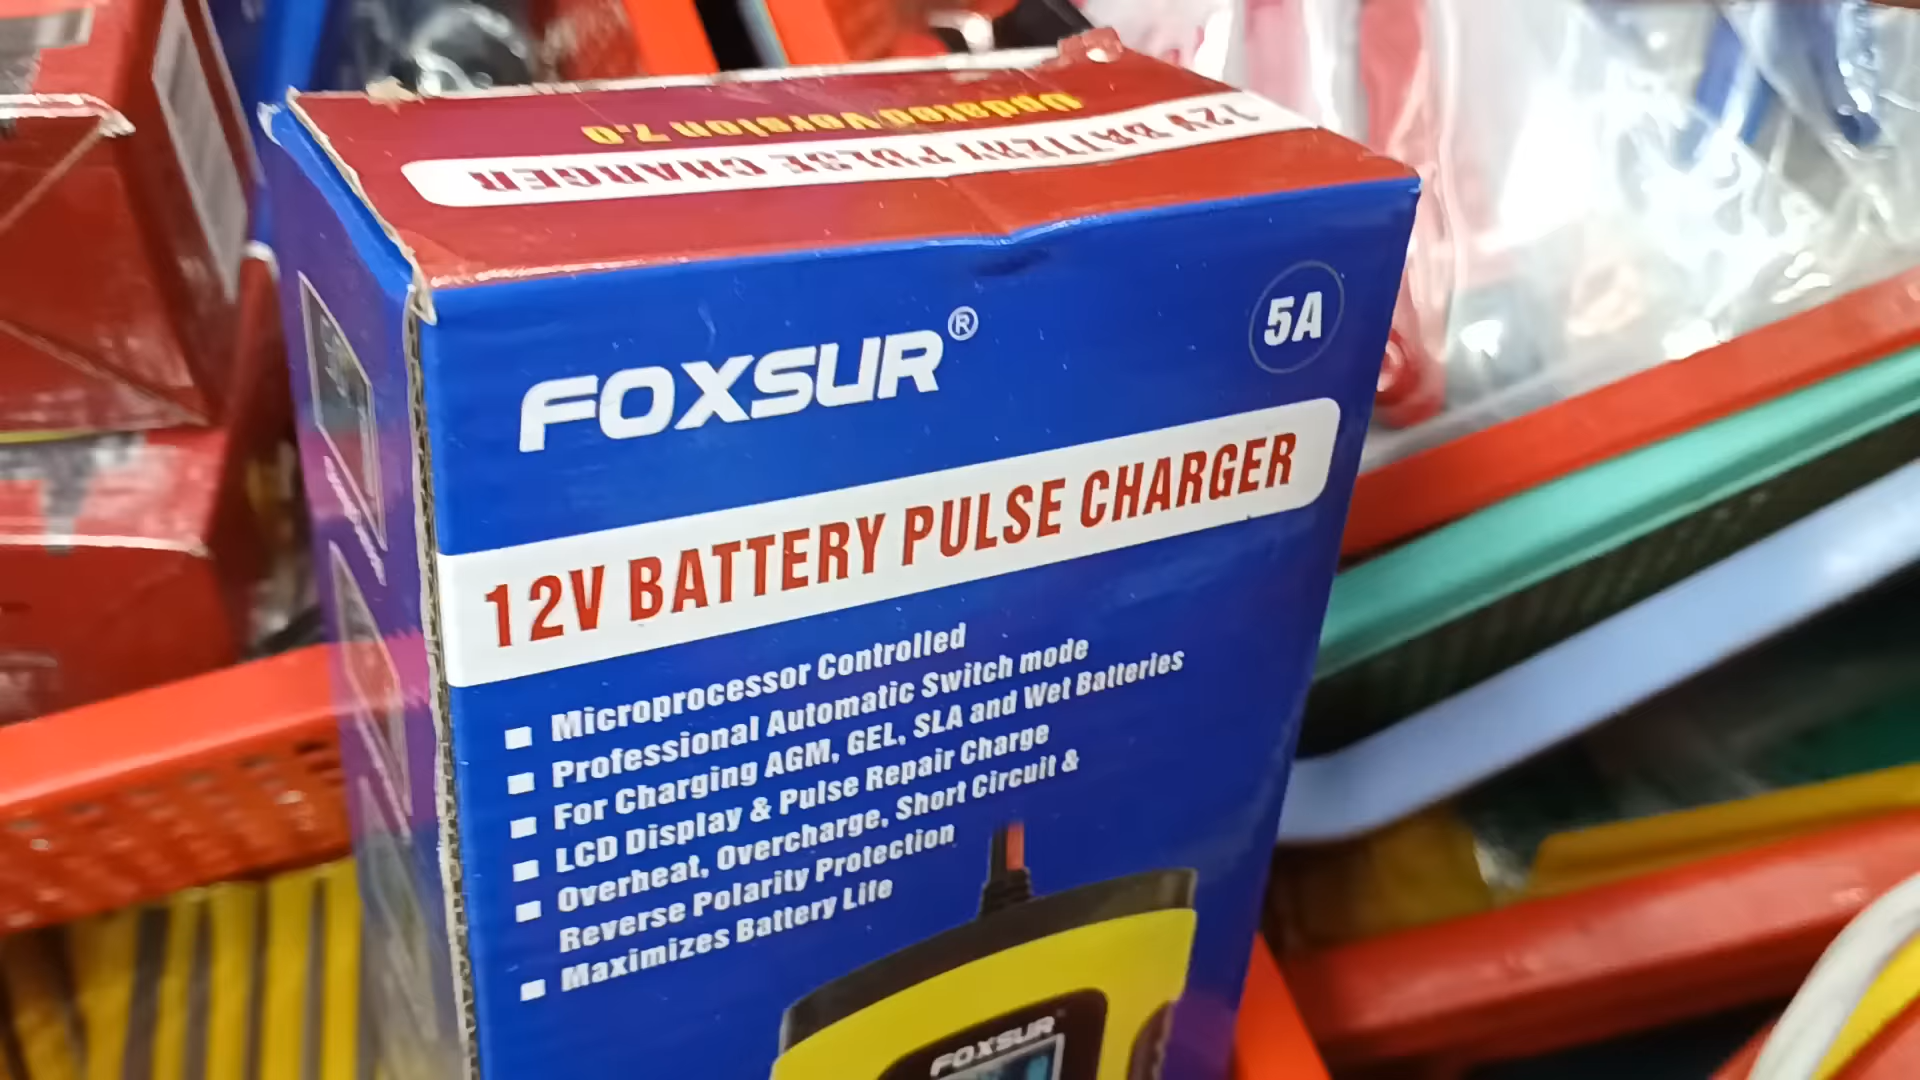 Updated Version 7.0
12V BATTERY PULSE CHARGER
FOXSUR®
5A
12V BATTERY PULSE CHARGER
Microprocessor Controlled
Professional Automatic Switch mode
For Charging AGM, GEL, SLA and Wet Batteries
LCD Display & Pulse Repair Charge
Overheat, Overcharge, Short Circuit &
Reverse Polarity Protection
Maximizes Battery Life
FOXSUR